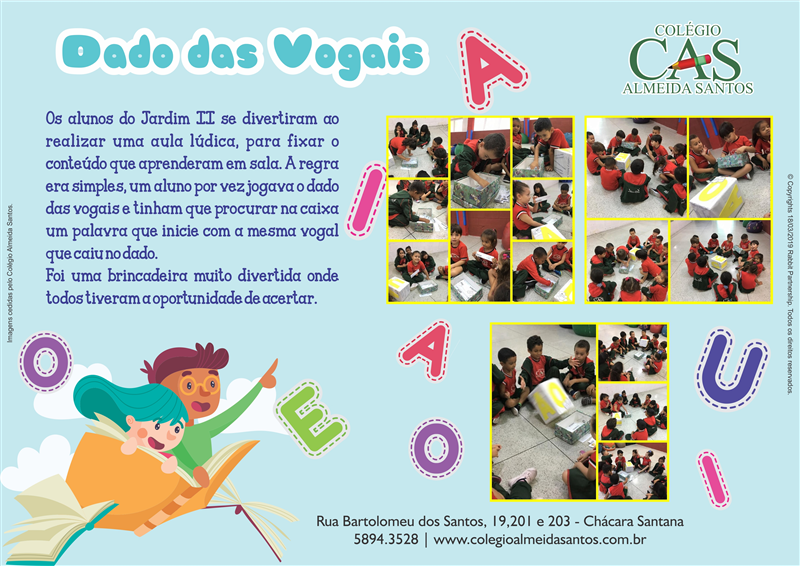 Dado das Vogais
A
COLÉGIO
CAS
ALMEIDA SANTOS
Os alunos do Jardim II se divertiram ao
realizar uma aula lúdica, para fixar o
conteúdo que aprenderam em sala. A regra
era simples, um aluno por vez jogava o dado
das vogais e tinham que procurar na caixa
um palavra que inicie com a mesma vogal
que caiu no dado.
Foi uma brincadeira muito divertida onde
todos tiveram a oportunidade de acertar.
I
O
E
A
O
U
I
Imagens cedidas pelo Colégio Almeida Santos.
© Copyrights 18/03/2019 Rabbit Partnership. Todos os direitos reservados.
Rua Bartolomeu dos Santos, 19,201 e 203 - Chácara Santana
5894.3528 | www.colegioalmeidasantos.com.br